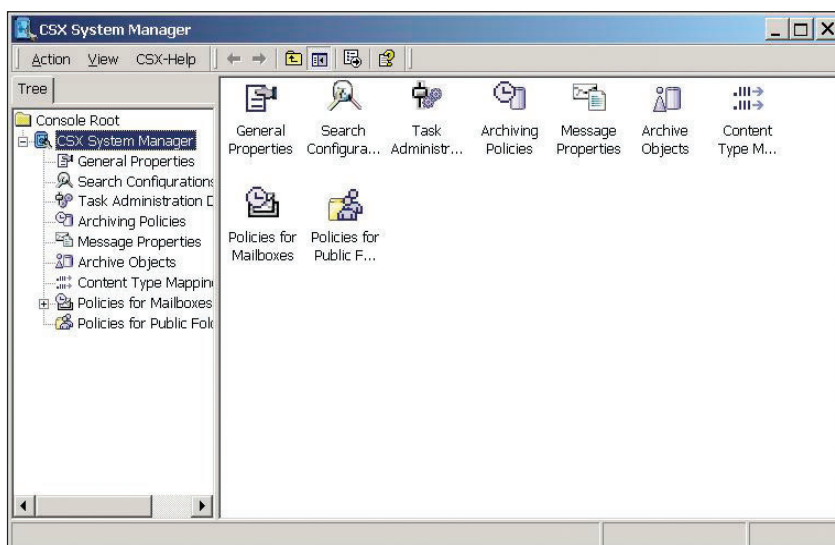 CSX System Manager
Action View CSX-Help
Tree
Console Root
CSX System Manager
General Properties
Search Configurations
Task Administration D
Archiving Policies
Message Properties
Archive Objects
Content Type Mappin
Policies for Mailboxes
Policies for Public Fol
General Properties
Search Configura...
Task Administr...
Archiving Policies
Message Properties
Archive Objects
Content Type M...
Policies for Mailboxes
Policies for Public F...